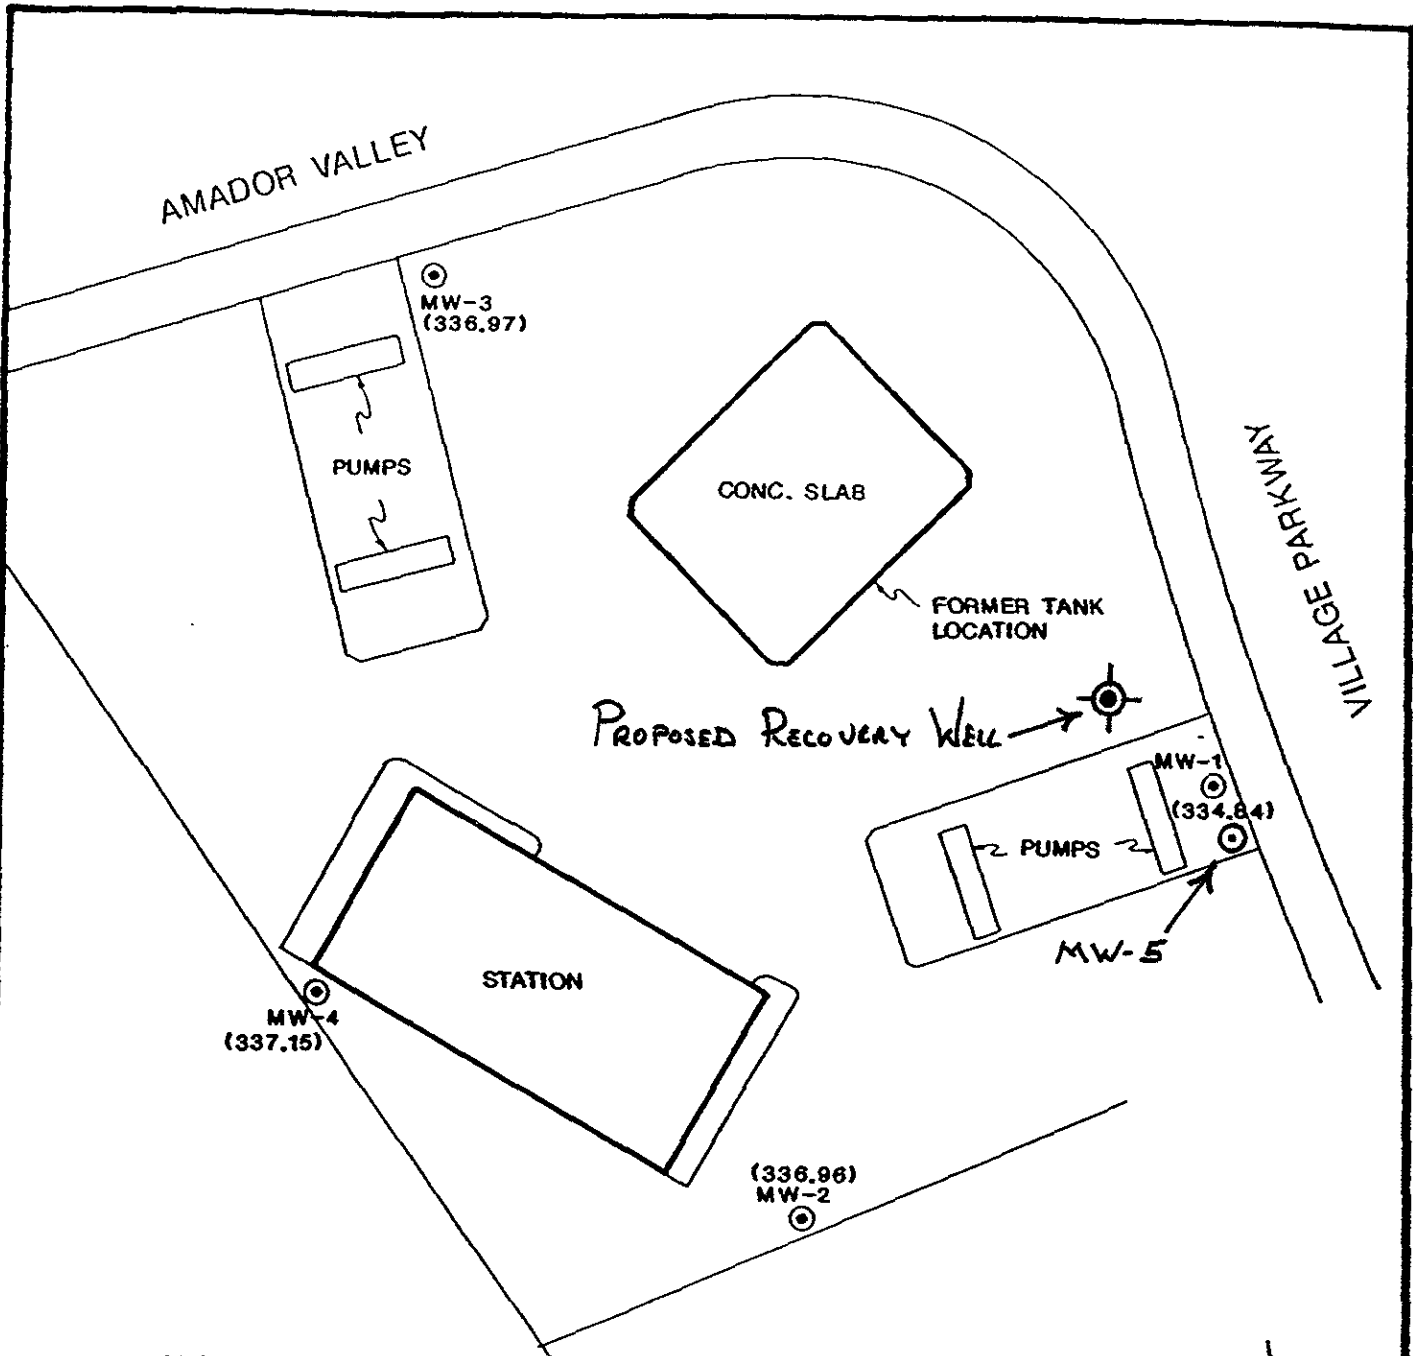 AMADOR VALLEY
MW-3
(336.97)
PUMPS
CONC. SLAB
VILLAGE PARKWAY
FORMER TANK
LOCATION
PROPOSED RECOVERY WELL
MW-1
(334.84)
PUMPS
MW-5
STATION
MW-4
(337.15)
(336.96)
MW-2